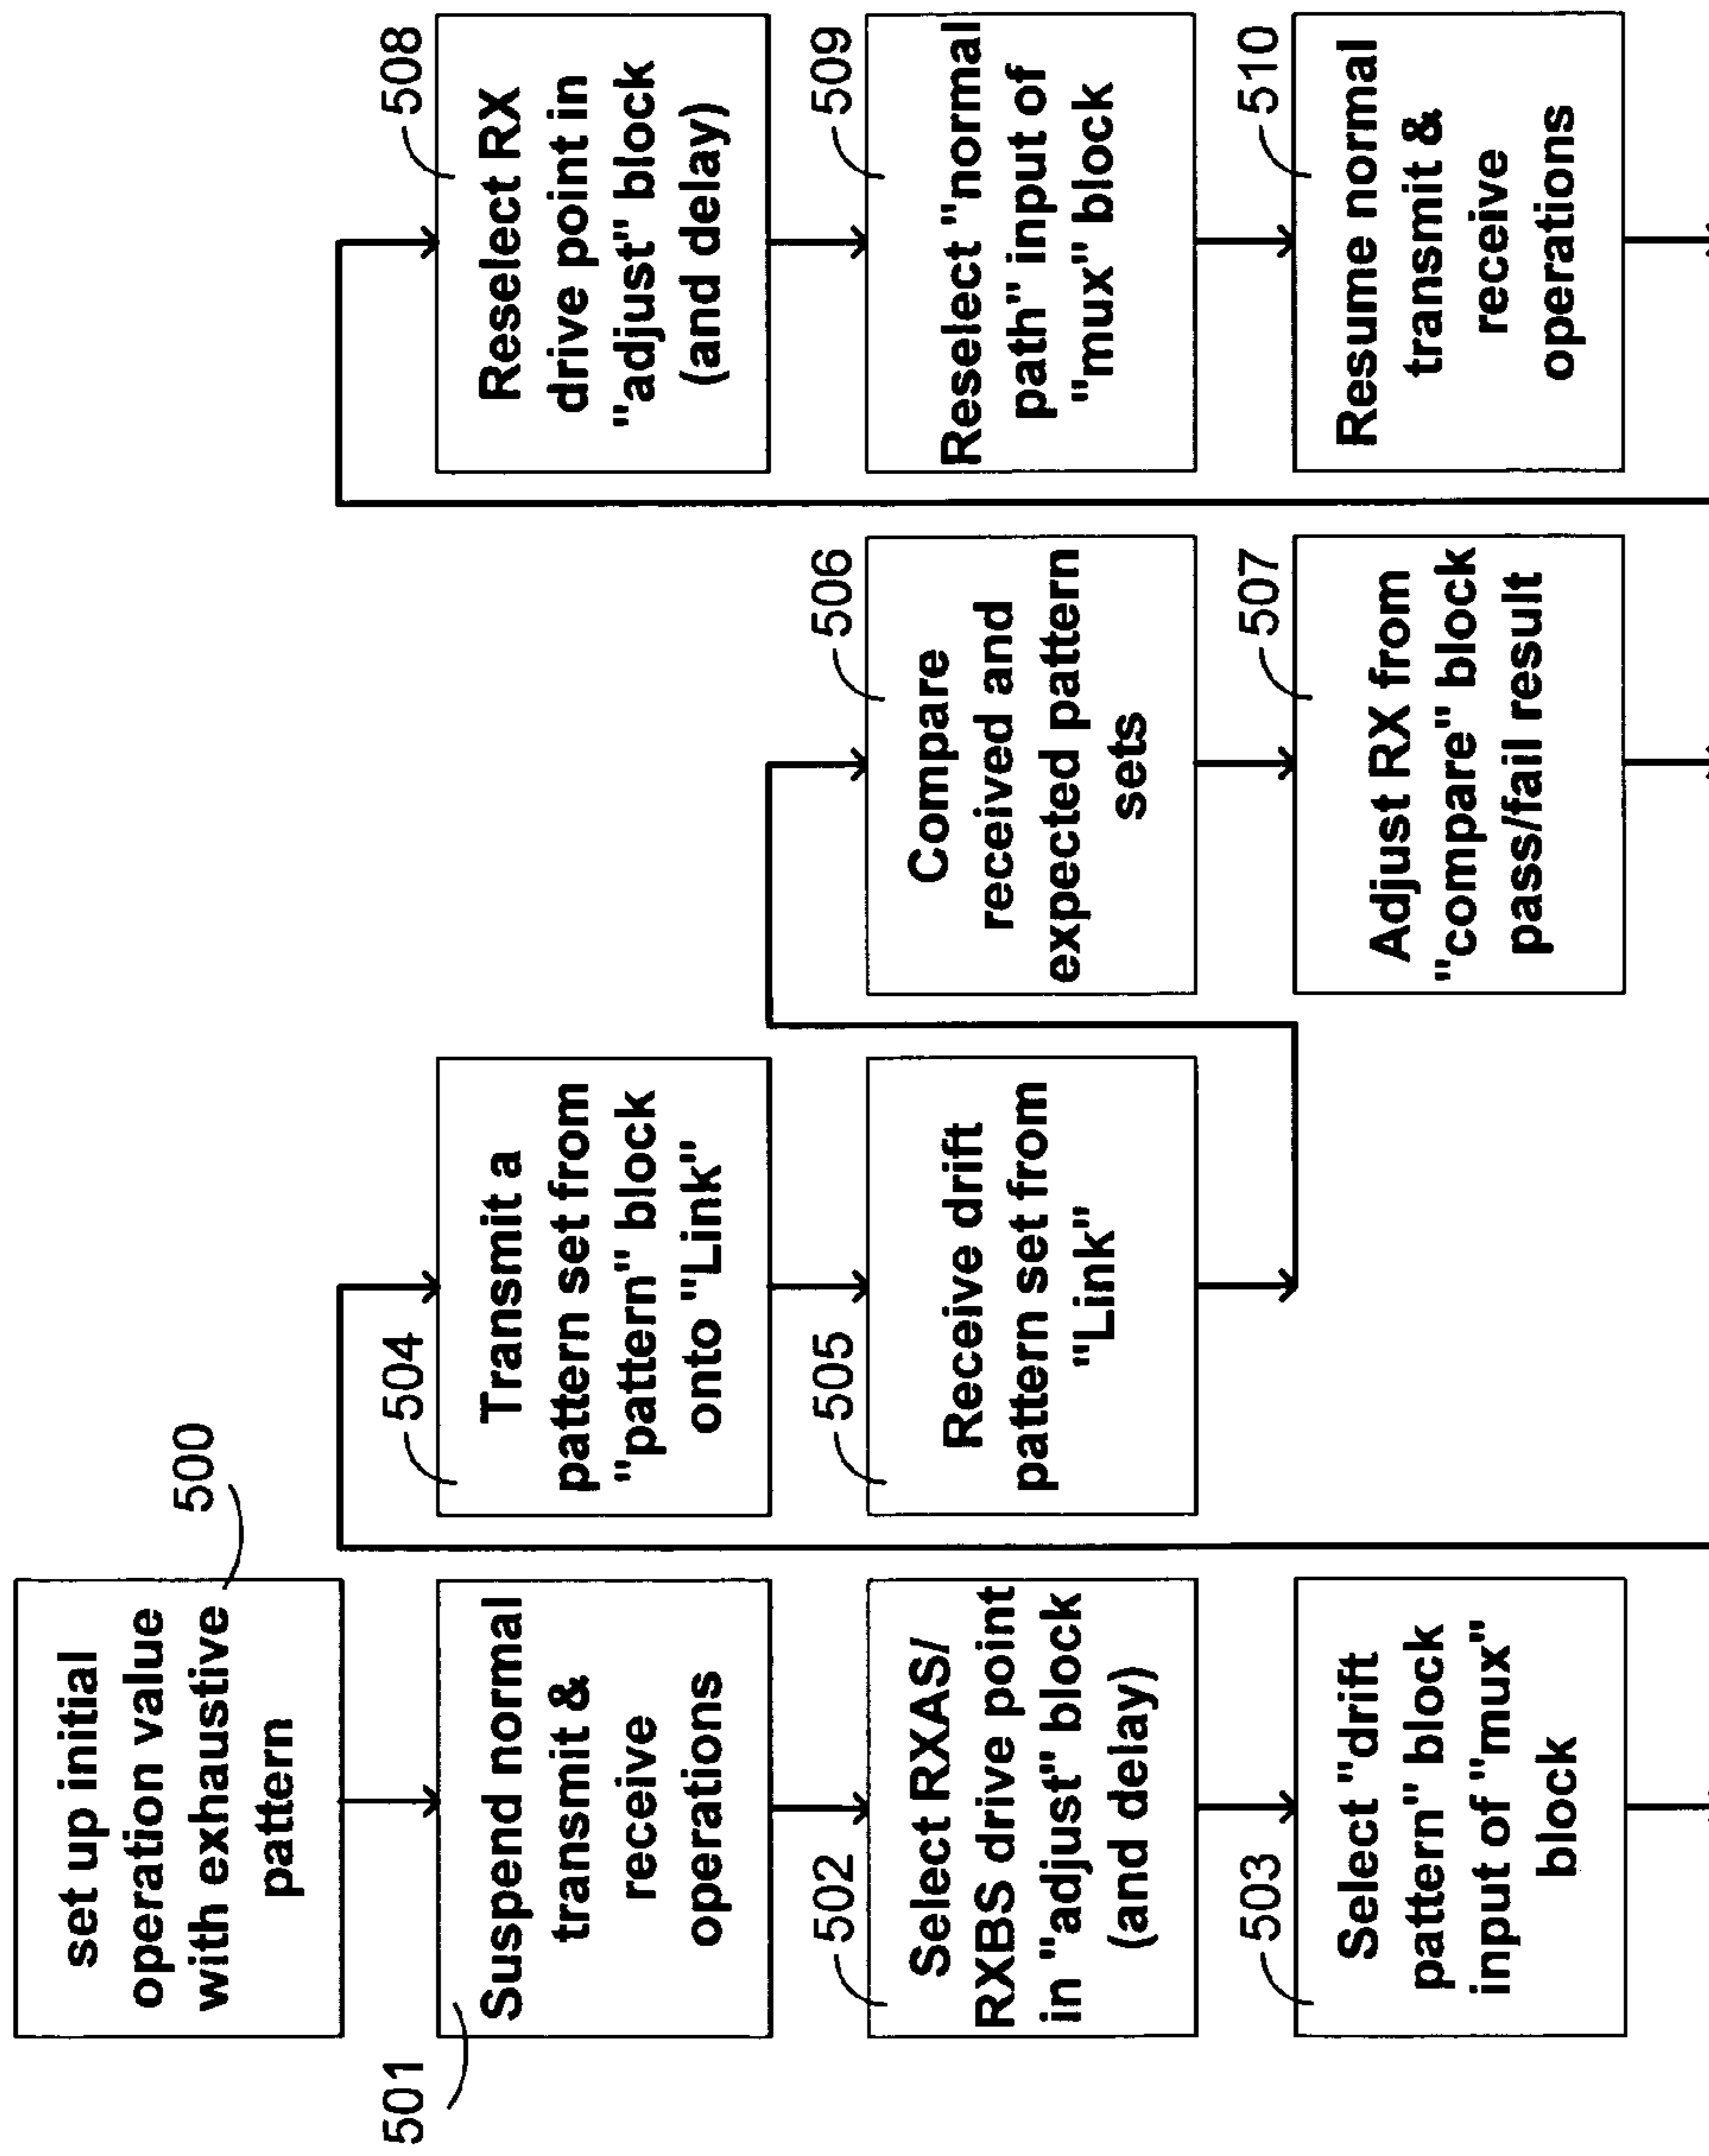 500
set up initial
operation value
with exhaustive
pattern
501
Suspend normal
transmit &
receive
operations
502
Select RXAS/
RXBS drive point
in "adjust" block
(and delay)
503
Select "drift
pattern" block
input of "mux"
block
504
Transmit a
pattern set from
"pattern" block
onto "Link"
505
Receive drift
pattern set from
"Link"
506
Compare
received and
expected pattern
sets
507
Adjust RX from
"compare" block
pass/fail result
508
Reselect RX
drive point in
"adjust" block
(and delay)
509
Reselect "normal
path" input of
"mux" block
510
Resume normal
transmit &
receive
operations